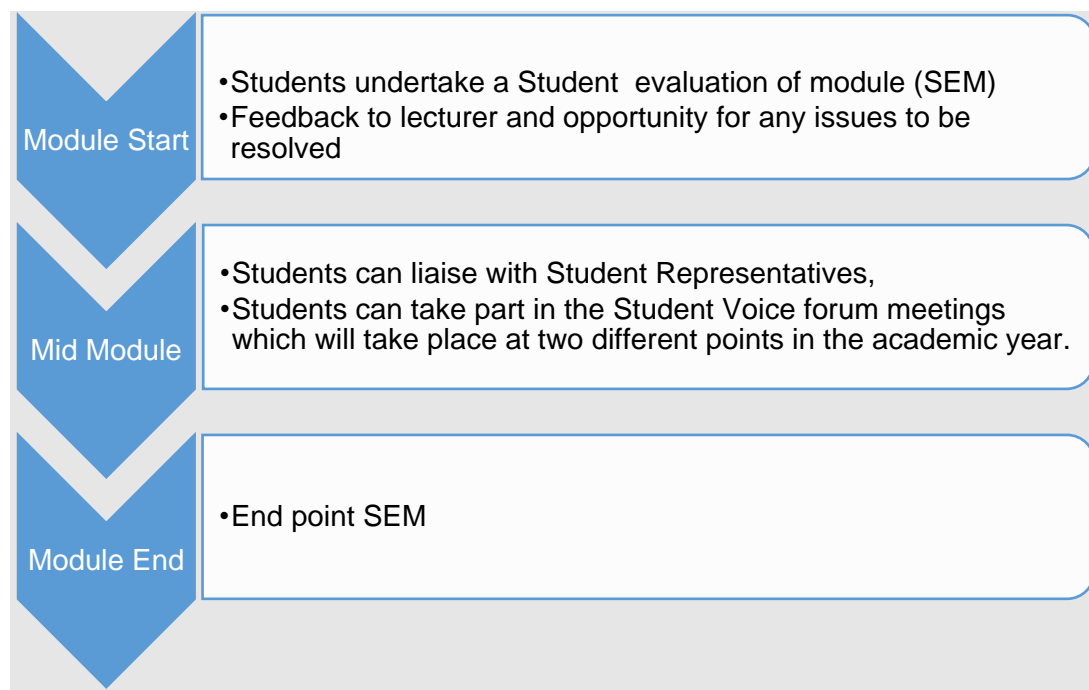 Module Start
•Students undertake a Student  evaluation of module (SEM)
•Feedback to lecturer and opportunity for any issues to be
resolved
Mid Module
•Students can liaise with Student Representatives,
•Students can take part in the Student Voice forum meetings
which will take place at two different points in the academic year.
Module End
•End point SEM